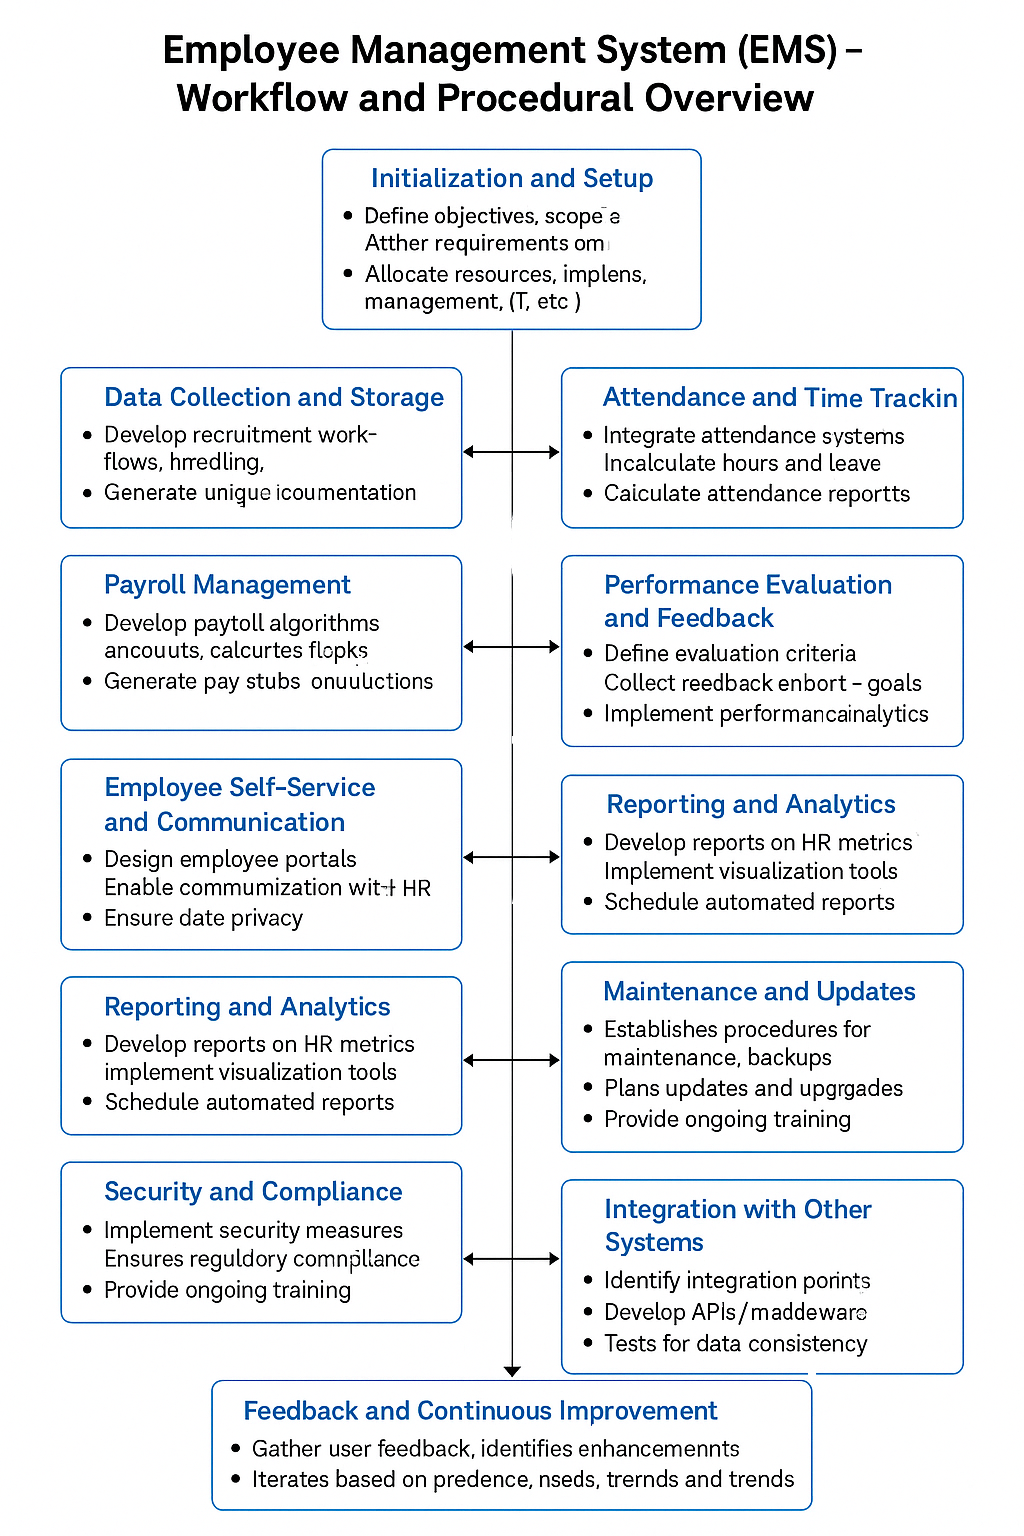 Employee Management System (EMS) –
Workflow and Procedural Overview
Initialization and Setup
• Define objectives, scope a
Atther requirements om
• Allocate resources, implens,
management, (T, etc )
Data Collection and Storage
• Develop recruitment work-
flows, hrredling,
• Generate unique icoumentation
Attendance and Time Trackin
• Integrate attendance systems
Incalculate hours and leave
• Caiculate attendance reportts
Payroll Management
• Develop paytoll algorithms
ancouuts, calcurtes flopks
• Generate pay stubs onuuluctions
Performance Evaluation
and Feedback
• Define evaluation criteria
Collect reedback enbort – goals
• Implement performancainalytics
Employee Self-Service
and Communication
• Design employee portals
Enable commumization with HR
• Ensure date privacy
Reporting and Analytics
• Develop reports on HR metrics
Implement visualization tools
• Schedule automated reports
Reporting and Analytics
• Develop reports on HR metrics
implement visualization tools
• Schedule automated reports
Maintenance and Updates
• Establishes procedures for
maintenance, backups
• Plans updates and upgrgades
• Provide ongoing training
Security and Compliance
• Implement security measures
Ensures reguldory comnpliance
• Provide ongoing training
Integration with Other
Systems
• Identify integration porints
• Develop APIs/maddeware
• Tests for data consistency
Feedback and Continuous Improvement
• Gather user feedback, identifies enhancemennts
• Iterates based on predence, nseds, trernds and trends